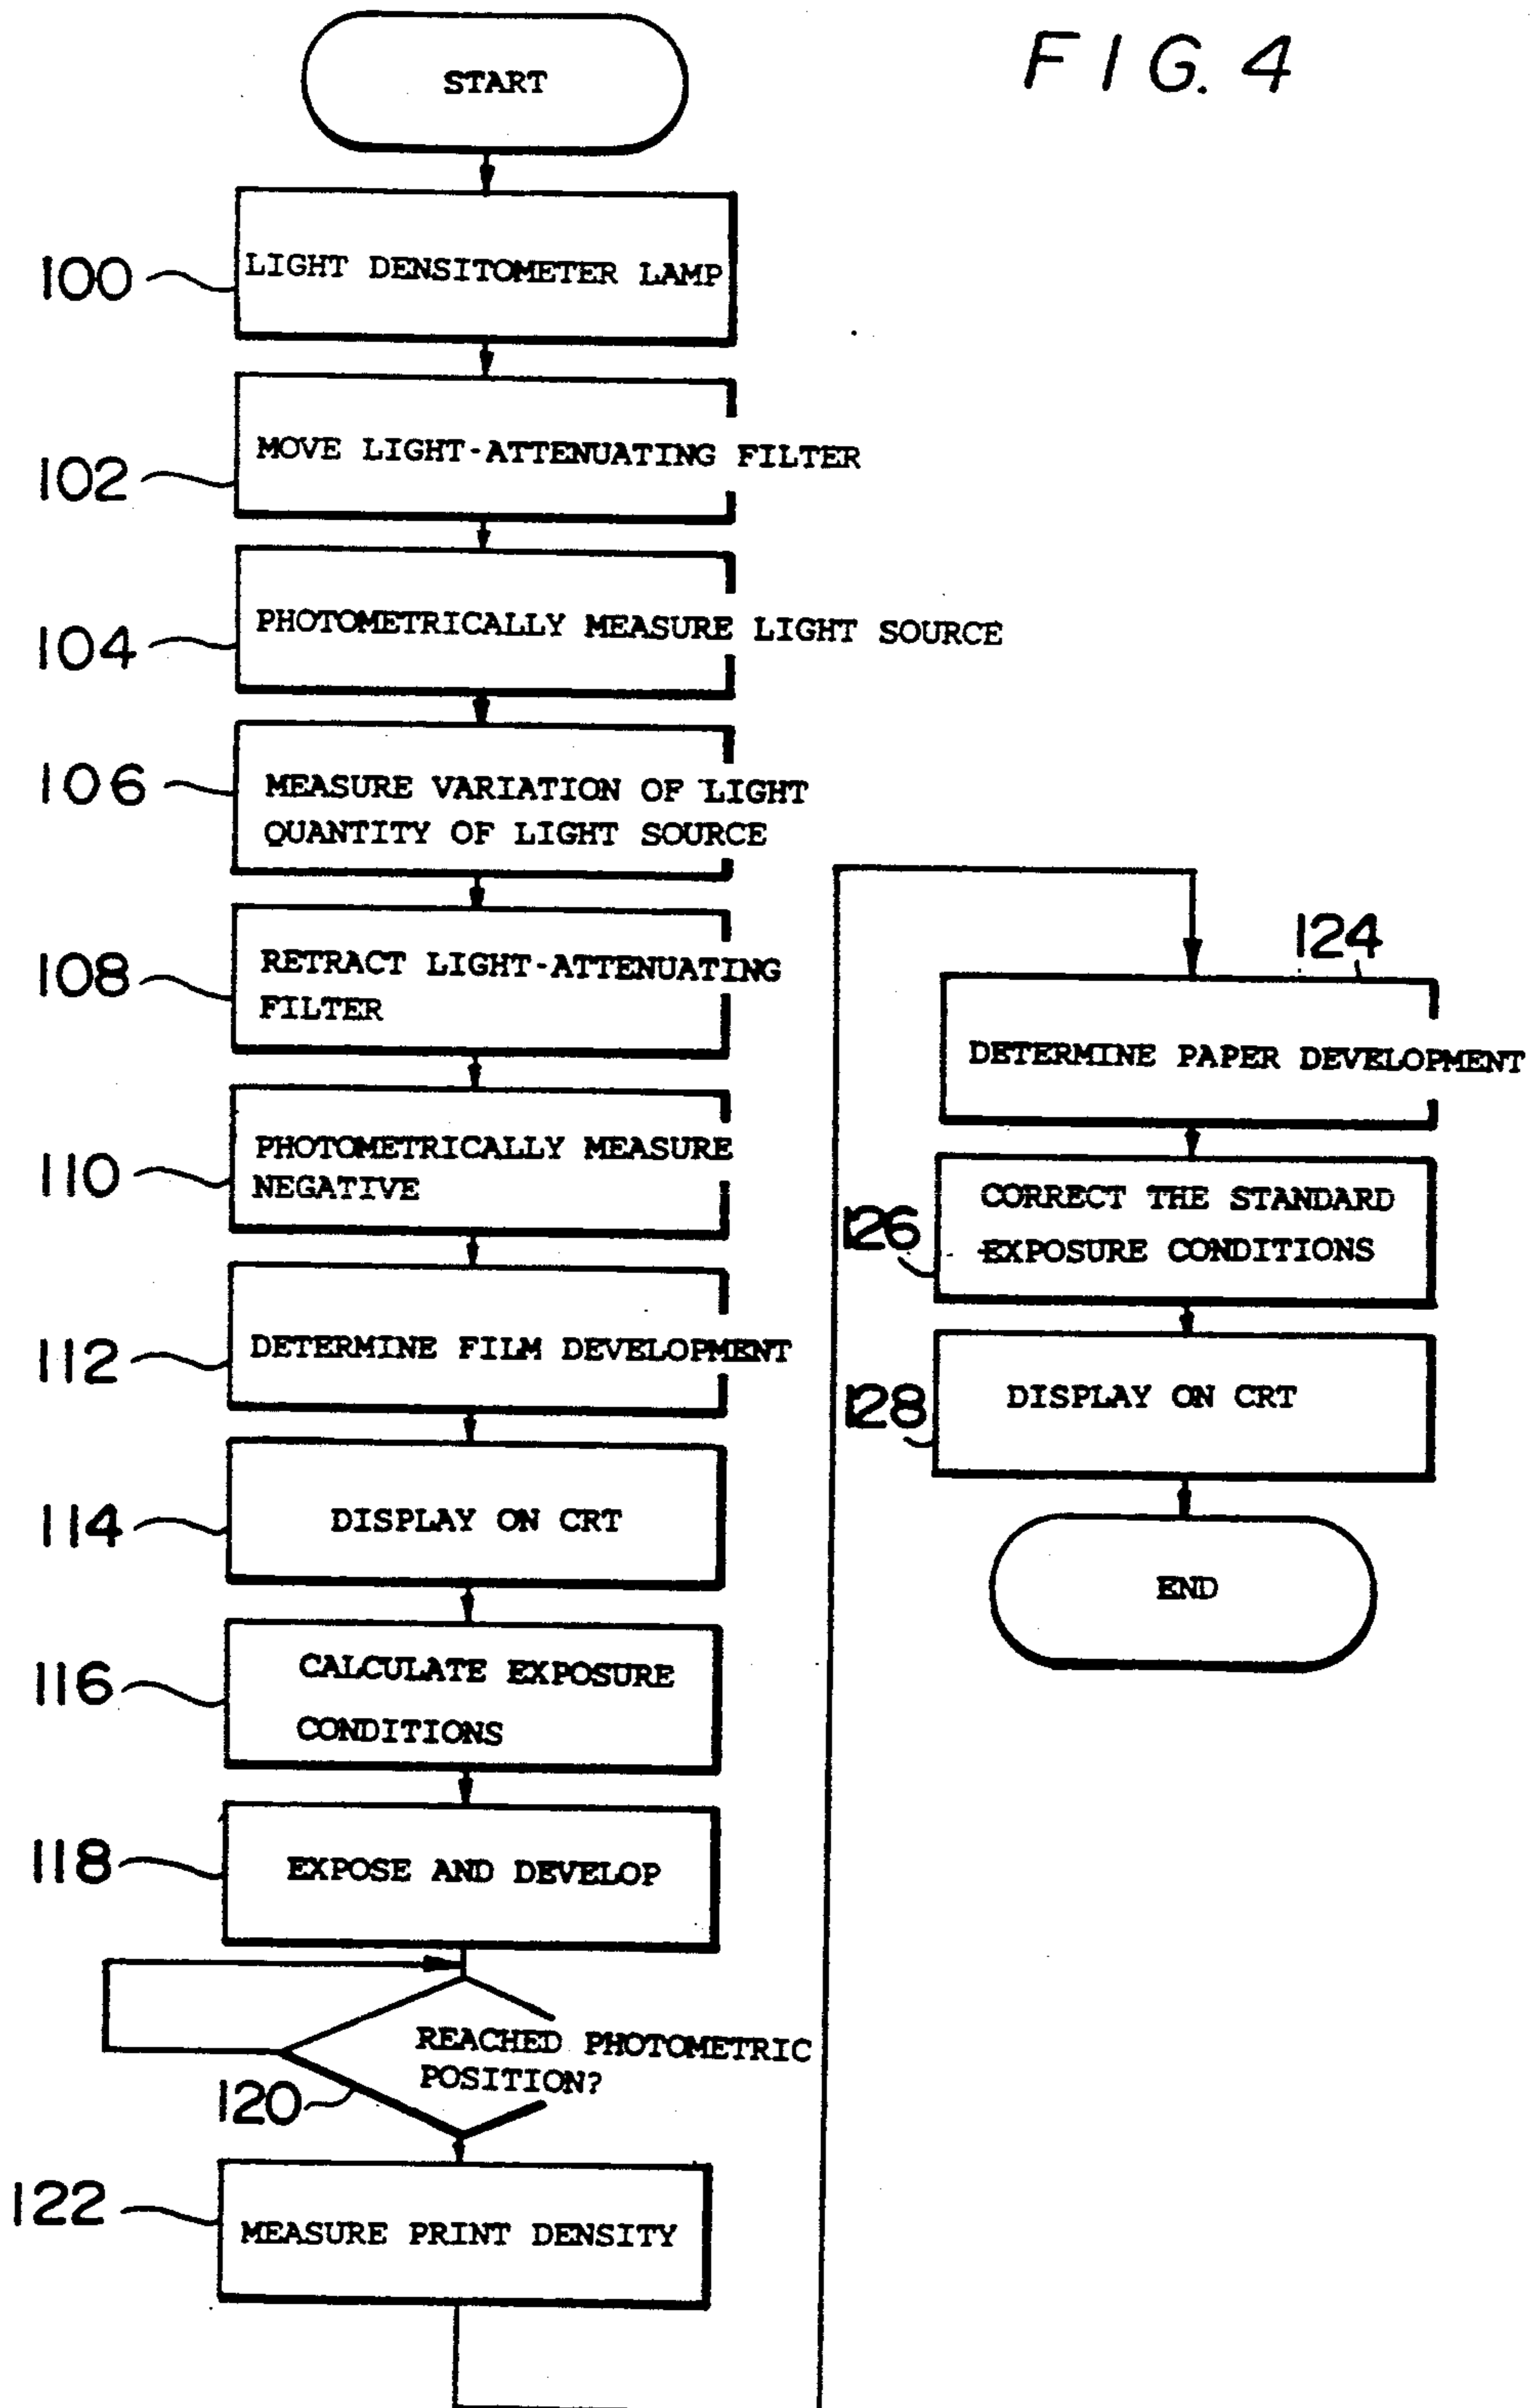 FIG. 4
START
100
LIGHT DENSITOMETER LAMP
102
MOVE LIGHT-ATTENUATING FILTER
104
PHOTOMETRICALLY MEASURE LIGHT SOURCE
106
MEASURE VARIATION OF LIGHT
QUANTITY OF LIGHT SOURCE
108
RETRACT LIGHT-ATTENUATING
FILTER
110
PHOTOMETRICALLY MEASURE
NEGATIVE
112
DETERMINE FILM DEVELOPMENT
114
DISPLAY ON CRT
116
CALCULATE EXPOSURE
CONDITIONS
118
EXPOSE AND DEVELOP
REACHED PHOTOMETRIC
POSITION?
120
122
MEASURE PRINT DENSITY
124
DETERMINE PAPER DEVELOPMENT
126
CORRECT THE STANDARD
EXPOSURE CONDITIONS
128
DISPLAY ON CRT
END